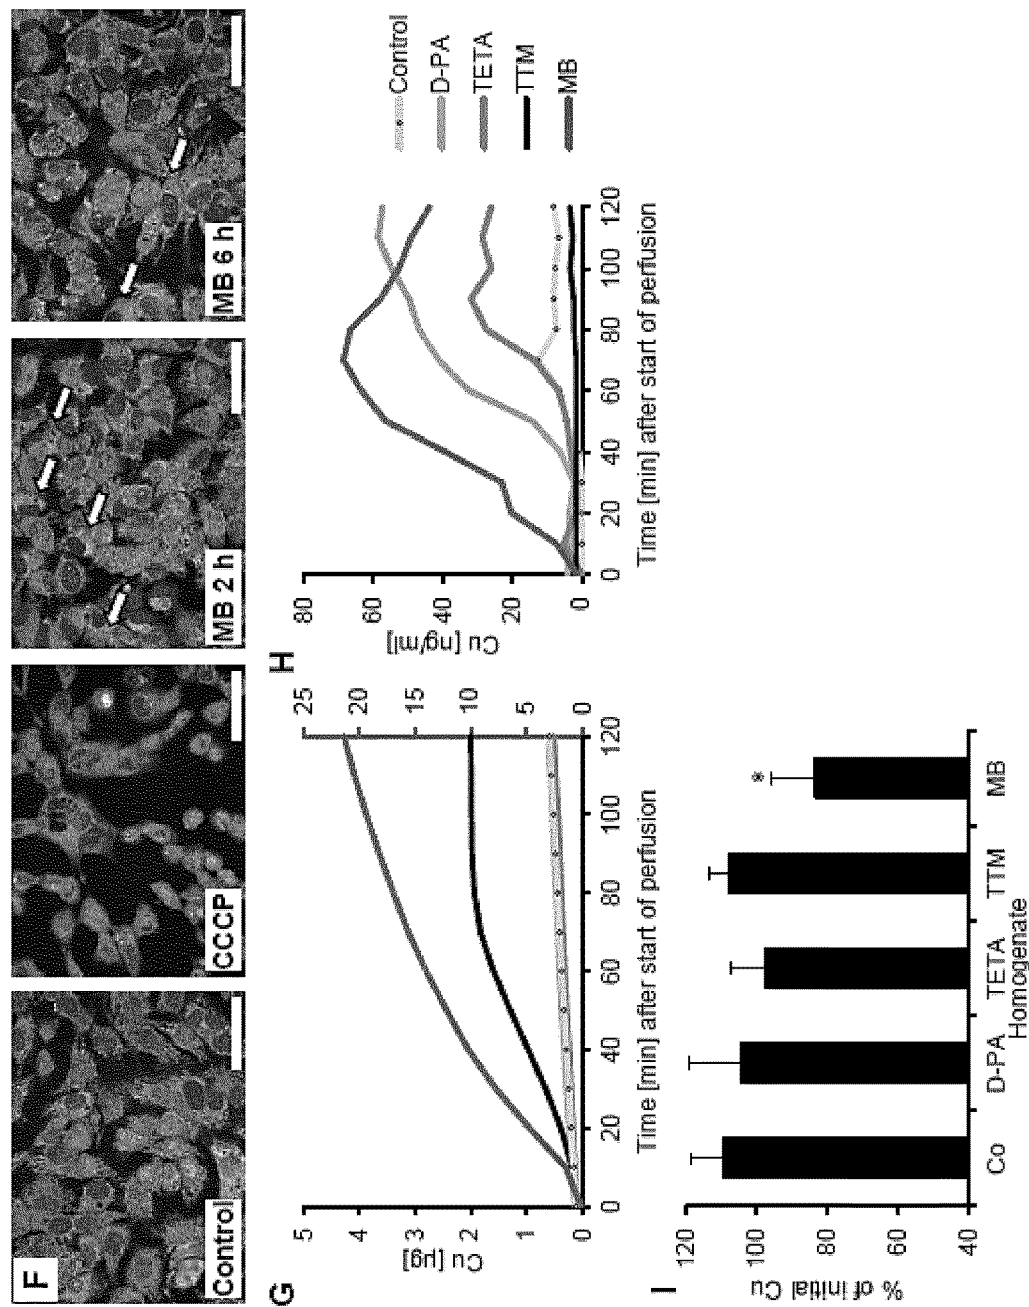 F
Control
CCCP
MB 2 h
MB 6 h
G
Cu [µg]
5
4
3
2
1
0
25
20
15
10
5
0
0 20 40 60 80 100 120
Time [min] after start of perfusion
H
Cu [ng/ml]
80
60
40
20
0
0 20 40 60 80 100 120
Time [min] after start of perfusion
Control
D-PA
TETA
TTM
MB
I
% of initial Cu
120
100
80
60
40
*
Co D-PA TETA TTM MB
Homogenate